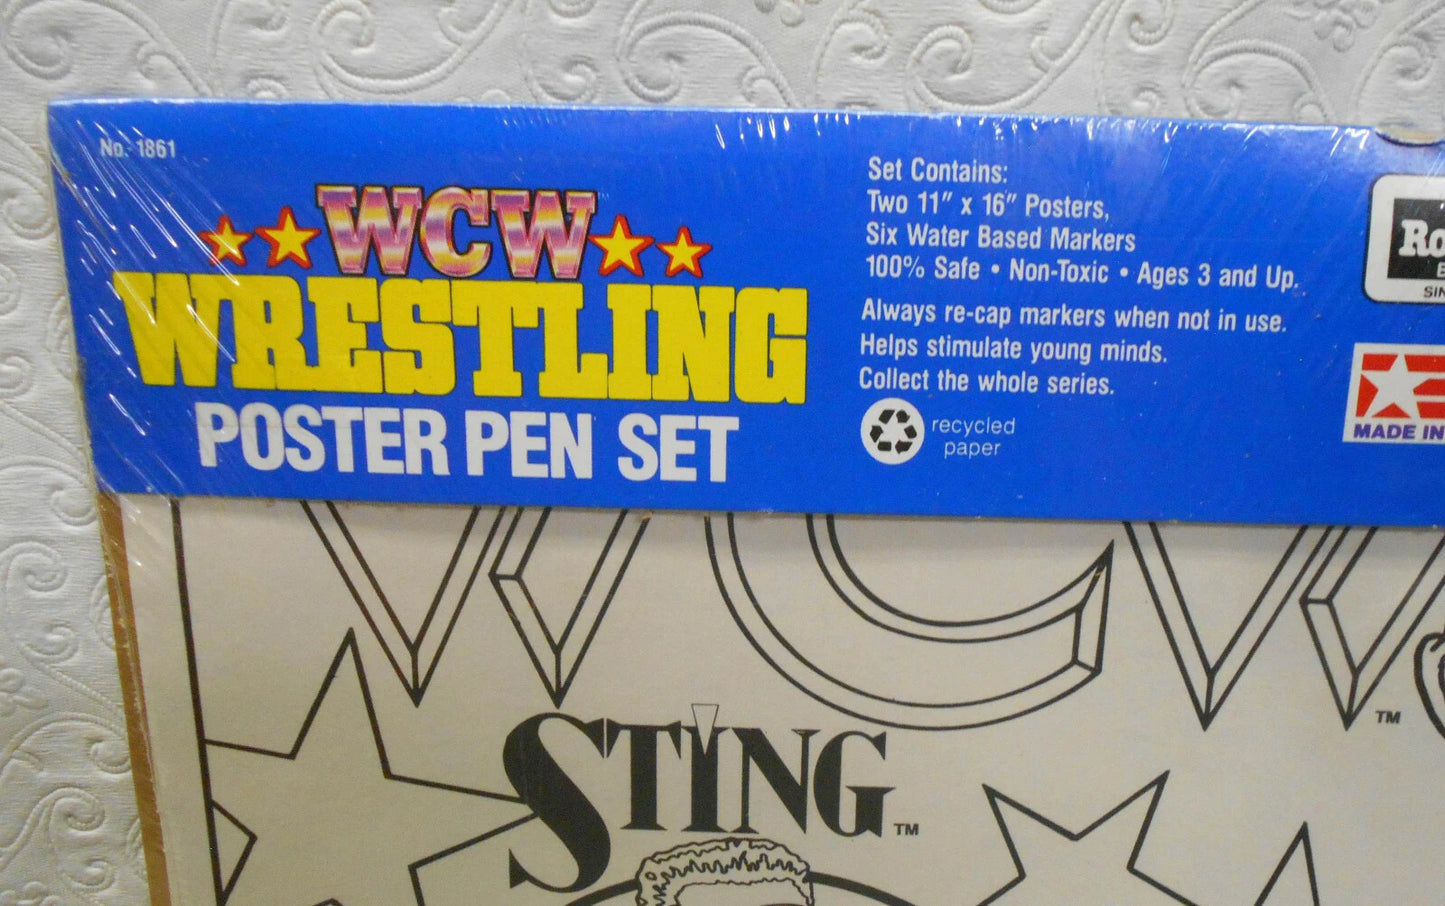 No. 1861
WCW
WRESTLING
POSTER PEN SET
Set Contains:
Two 11" x 16" Posters,
Six Water Based Markers
100% Safe • Non-Toxic • Ages 3 and Up.
Always re-cap markers when not in use.
Helps stimulate young minds.
Collect the whole series.
recycled
paper
MADE IN
WCW TM
STING TM